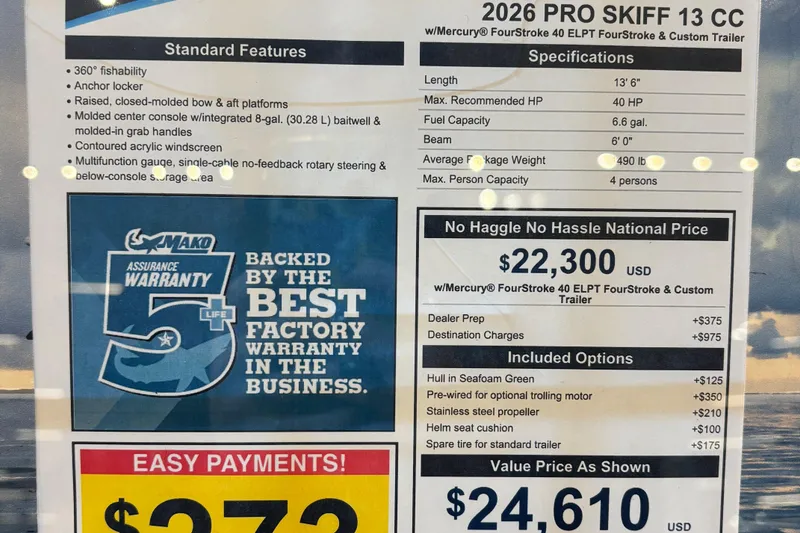 2026 PRO SKIFF 13 CC
w/Mercury® FourStroke 40 ELPT FourStroke & Custom Trailer
Standard Features
• 360° fishability
• Anchor locker
• Raised, closed-molded bow & aft platforms
• Molded center console w/integrated 8-gal. (30.28 L) baitwell &
molded-in grab handles
• Contoured acrylic windscreen
• Multifunction gauge, single-cable no-feedback rotary steering &
below-console storage area
Specifications
Length 13' 6"
Max. Recommended HP 40 HP
Fuel Capacity 6.6 gal.
Beam 6' 0"
Average Package Weight
Max. Person Capacity 4 persons
MAKO
ASSURANCE
WARRANTY
5+
LIFE
BACKED
BY THE
BEST
FACTORY
WARRANTY
IN THE
BUSINESS.
No Haggle No Hassle National Price
$22,300 USD
w/Mercury® FourStroke 40 ELPT FourStroke & Custom
Trailer
Dealer Prep +$375
Destination Charges +$975
Included Options
Hull in Seafoam Green +$125
Pre-wired for optional trolling motor +$350
Stainless steel propeller +$210
Helm seat cushion +$100
Spare tire for standard trailer +$175
Value Price As Shown
$24,610 USD
EASY PAYMENTS!
$272